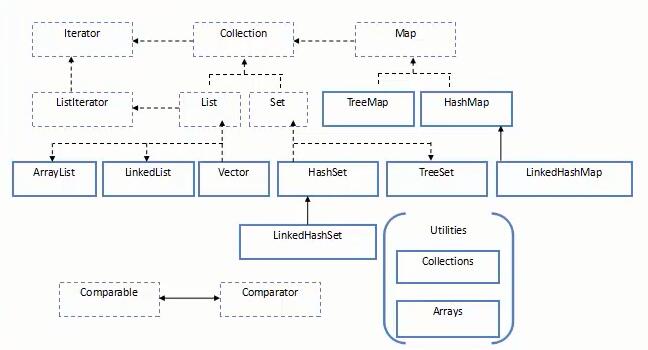 Iterator
Collection
Map
ListIterator
List
Set
TreeMap
HashMap
ArrayList
LinkedList
Vector
HashSet
TreeSet
LinkedHashMap
LinkedHashSet
Utilities
Collections
Arrays
Comparable
Comparator